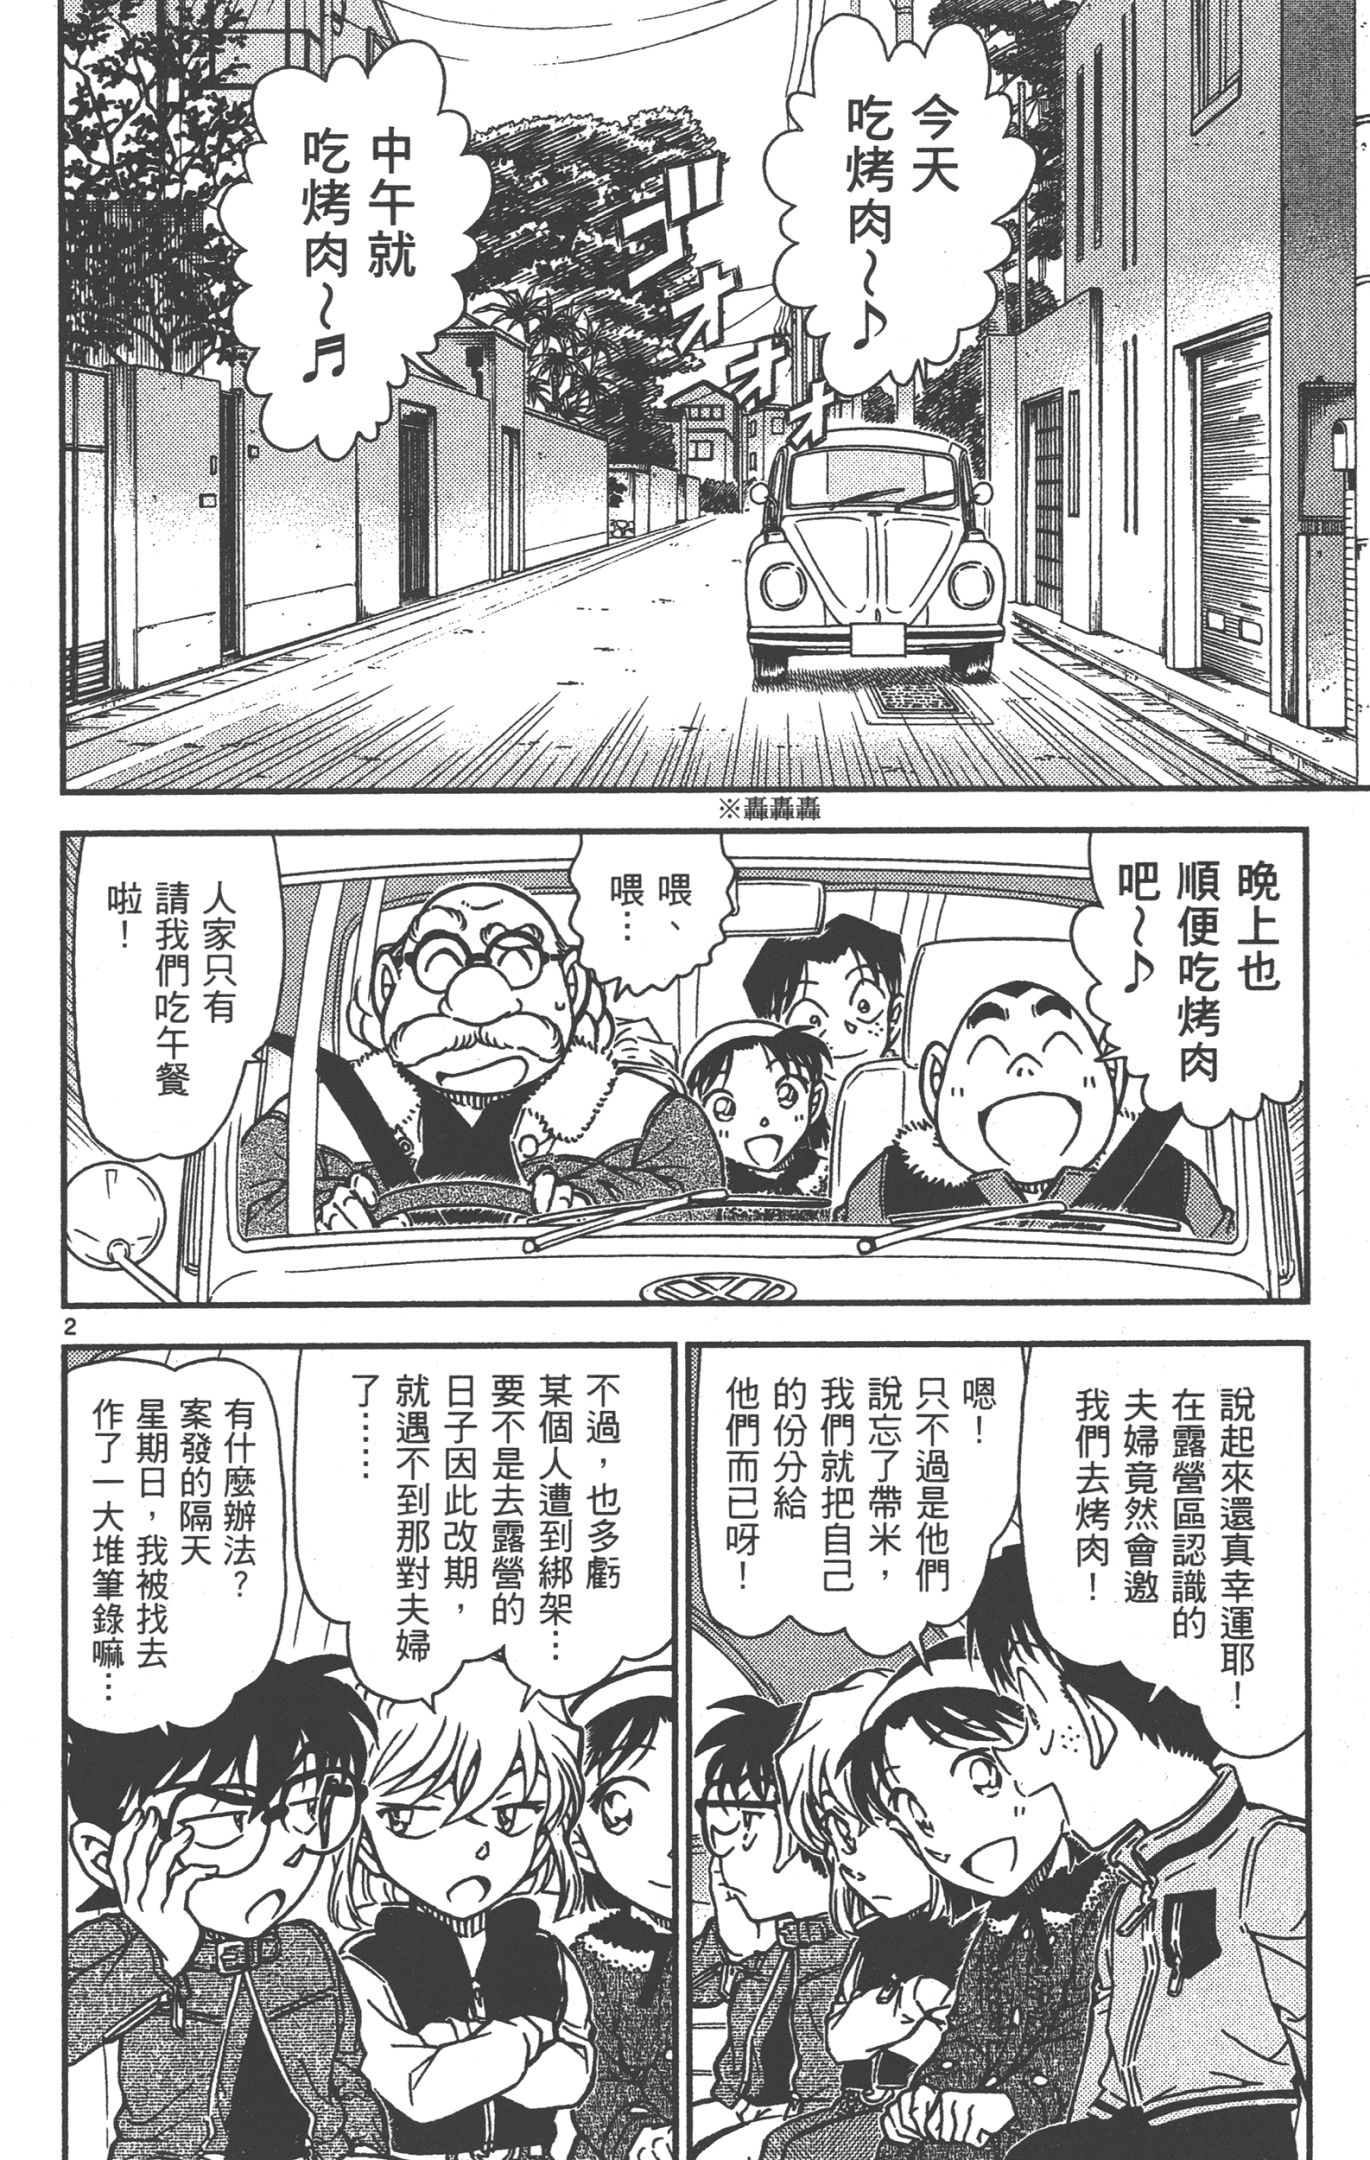 今天
吃烤肉～♪
中午就
吃烤肉～♬
ゴオオオオ
※轟轟轟
晚上也
順便吃烤肉
吧～♪
喂、
喂…
人家只有
請我們吃午餐
啦！
2
說起來還真幸運耶！
在露營區認識的
夫婦竟然會邀
我們去烤肉！
嗯！
只不過是他們
說忘了帶米，
我們就把自己
的份分給
他們而已呀！
不過，也多虧
某個人遭到綁架…
要不是去露營的
日子因此改期，
就遇不到那對夫婦
了……
有什麼辦法？
案發的隔天
星期日，我被找去
作了一大堆筆錄嘛…